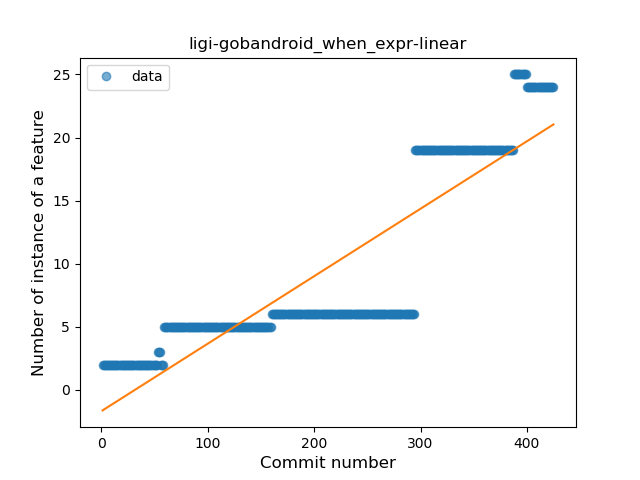 ligi-gobandroid_when_expr-linear
data
Number of instance of a feature
25
20
15
10
5
0
0 100 200 300 400
Commit number